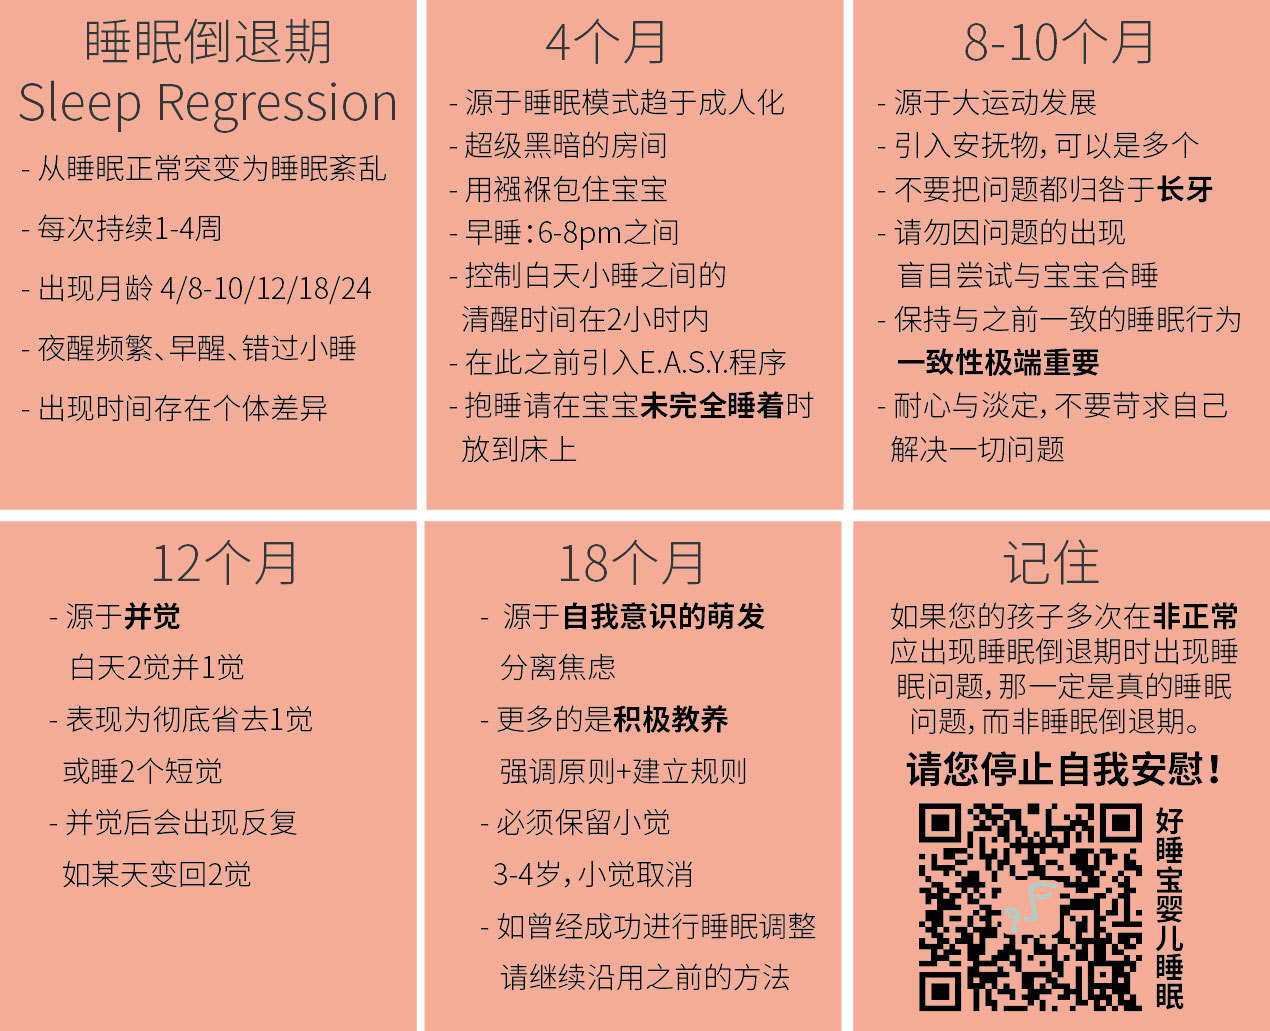 睡眠倒退期
Sleep Regression
- 从睡眠正常突变为睡眠紊乱
- 每次持续1-4周
- 出现月龄 4/8-10/12/18/24
- 夜醒频繁、早醒、错过小睡
- 出现时间存在个体差异
4个月
- 源于睡眠模式趋于成人化
- 超级黑暗的房间
- 用襁褓包住宝宝
- 早睡：6-8pm之间
- 控制白天小睡之间的
清醒时间在2小时内
- 在此之前引入E.A.S.Y.程序
- 抱睡请在宝宝未完全睡着时
放到床上
8-10个月
- 源于大运动发展
- 引入安抚物，可以是多个
- 不要把问题都归咎于长牙
- 请勿因问题的出现
盲目尝试与宝宝合睡
- 保持与之前一致的睡眠行为
一致性极端重要
- 耐心与淡定，不要苛求自己
解决一切问题
12个月
- 源于并觉
白天2觉并1觉
- 表现为彻底省去1觉
或睡2个短觉
- 并觉后会出现反复
如某天变回2觉
18个月
- 源于自我意识的萌发
分离焦虑
- 更多的是积极教养
强调原则+建立规则
- 必须保留小觉
3-4岁，小觉取消
- 如曾经成功进行睡眠调整
请继续沿用之前的方法
记住
如果您的孩子多次在非正常
应出现睡眠倒退期时出现睡
眠问题，那一定是真的睡眠
问题，而非睡眠倒退期。
请您停止自我安慰！
好睡宝婴儿睡眠